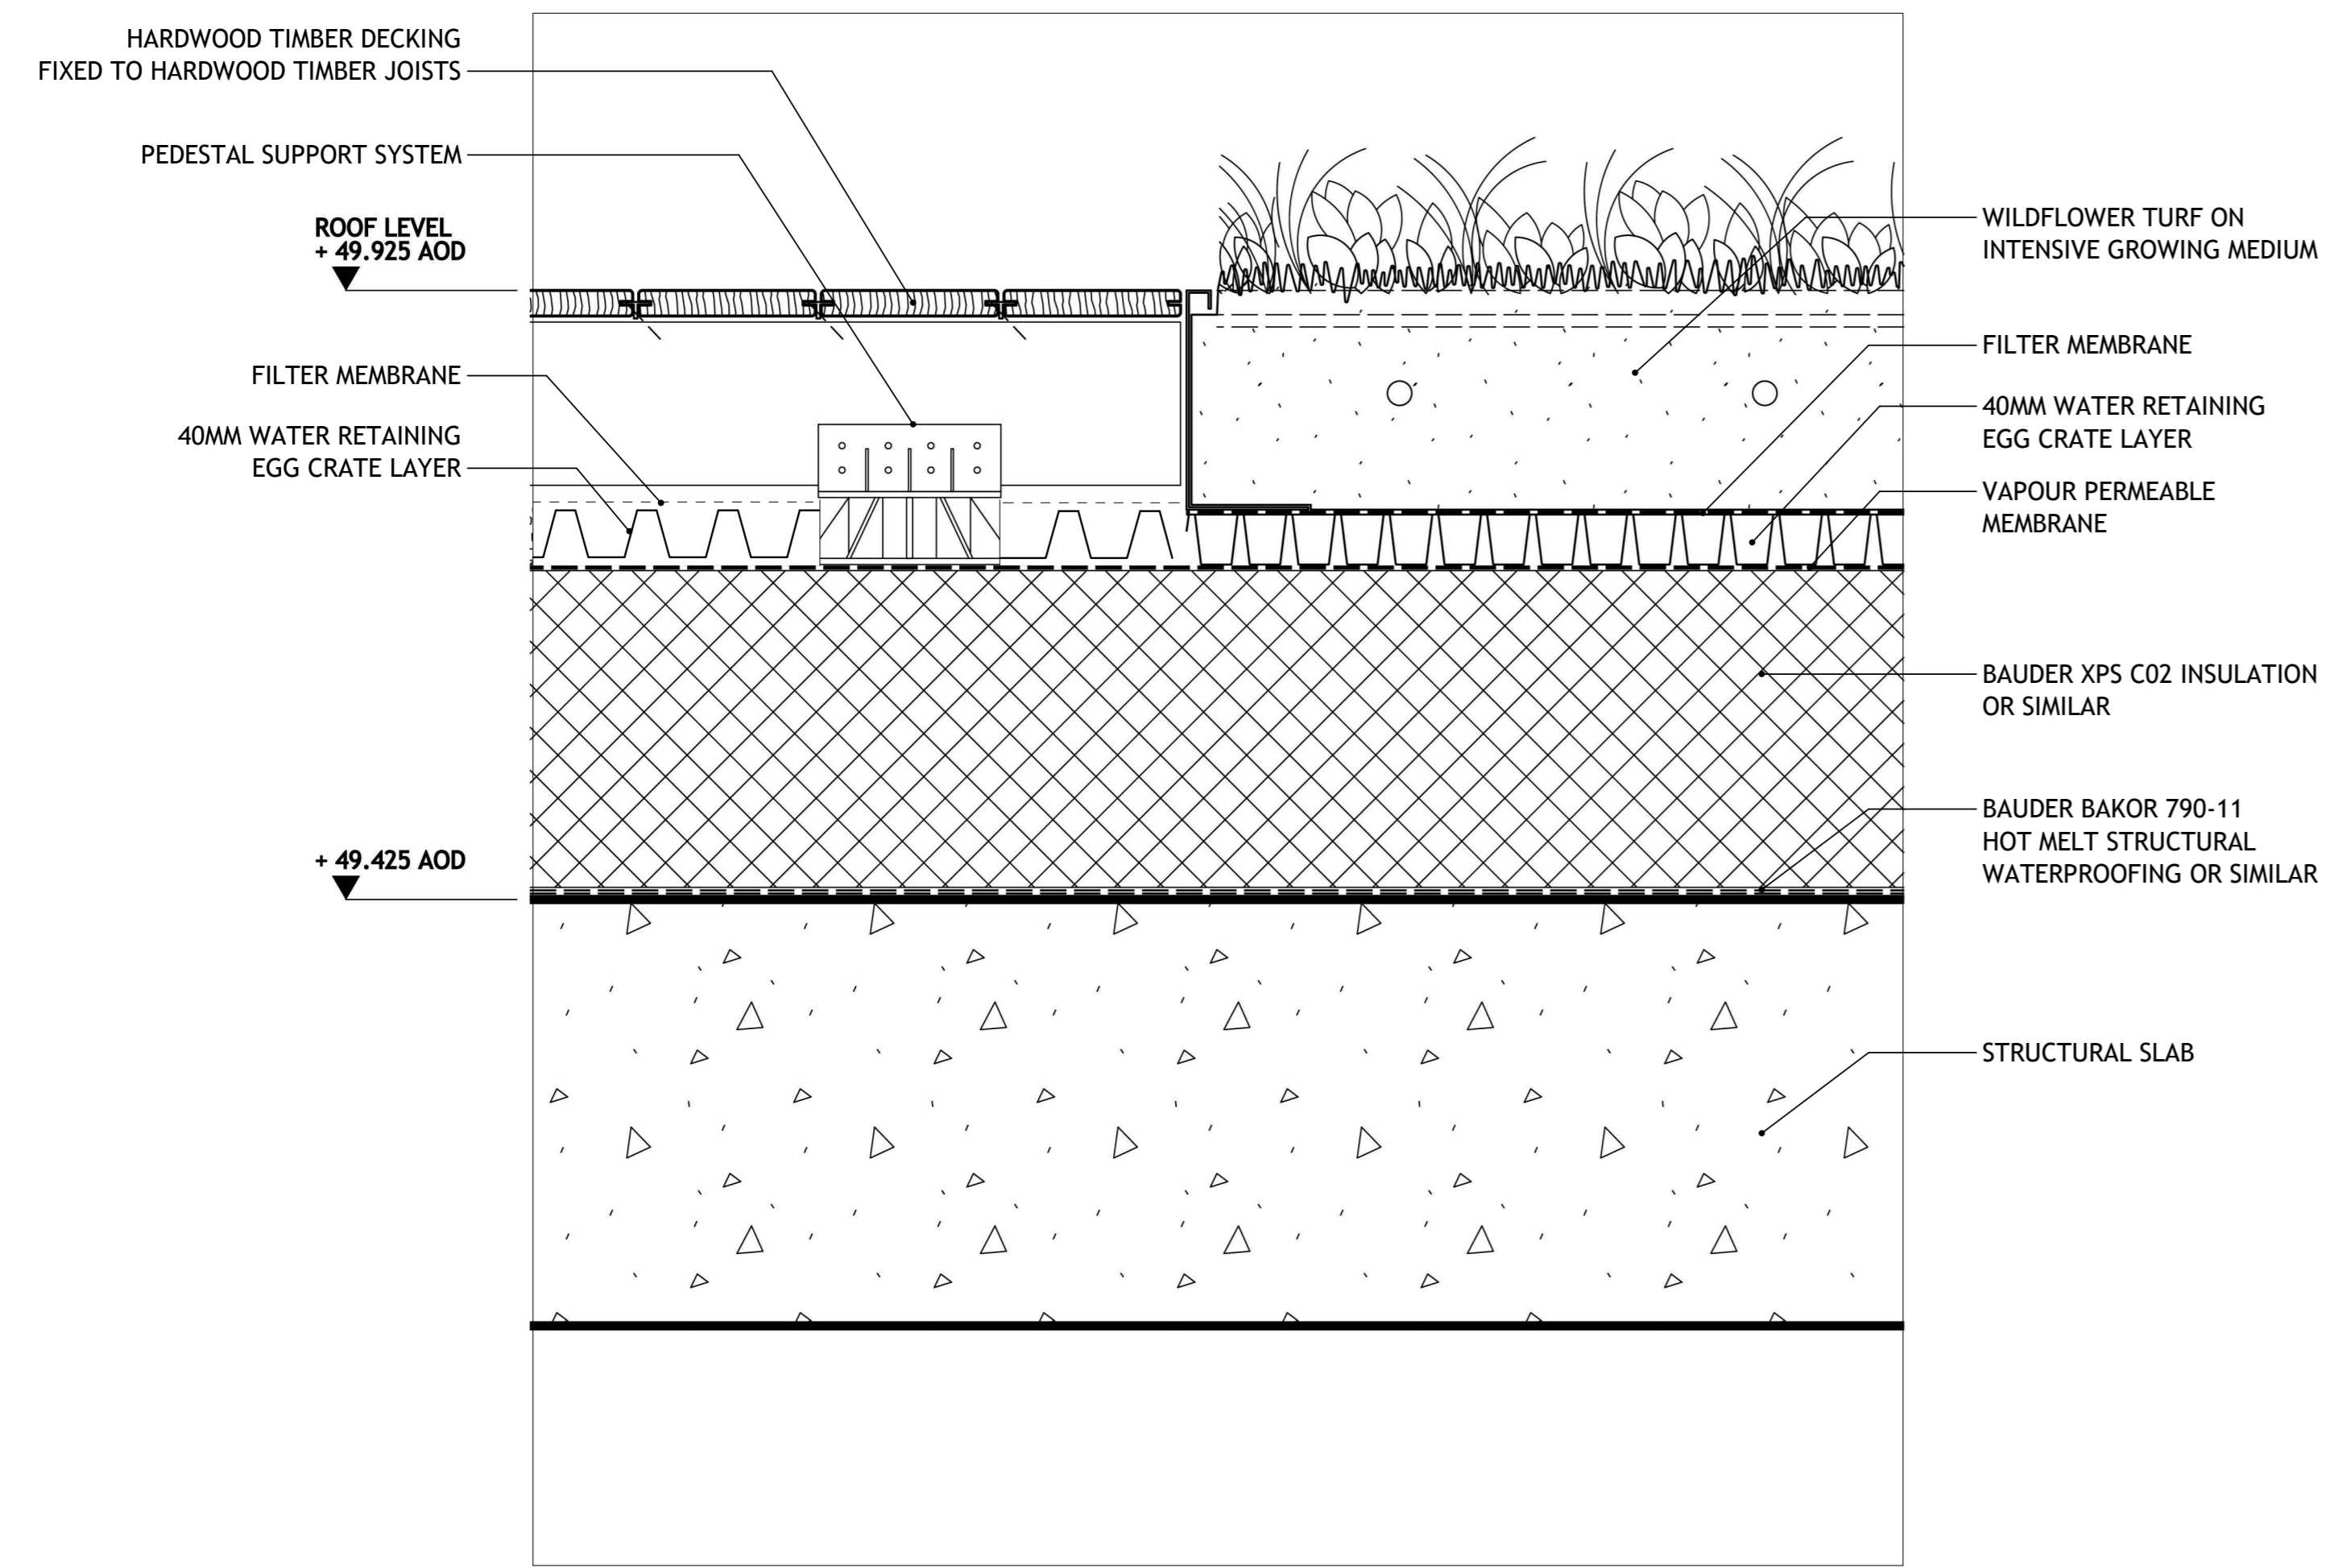 HARDWOOD TIMBER DECKING
FIXED TO HARDWOOD TIMBER JOISTS
PEDESTAL SUPPORT SYSTEM
ROOF LEVEL
+ 49.925 AOD
FILTER MEMBRANE
40MM WATER RETAINING
EGG CRATE LAYER
+ 49.425 AOD
WILDFLOWER TURF ON
INTENSIVE GROWING MEDIUM
FILTER MEMBRANE
40MM WATER RETAINING
EGG CRATE LAYER
VAPOUR PERMEABLE
MEMBRANE
BAUDER XPS C02 INSULATION
OR SIMILAR
BAUDER BAKOR 790-11
HOT MELT STRUCTURAL
WATERPROOFING OR SIMILAR
STRUCTURAL SLAB